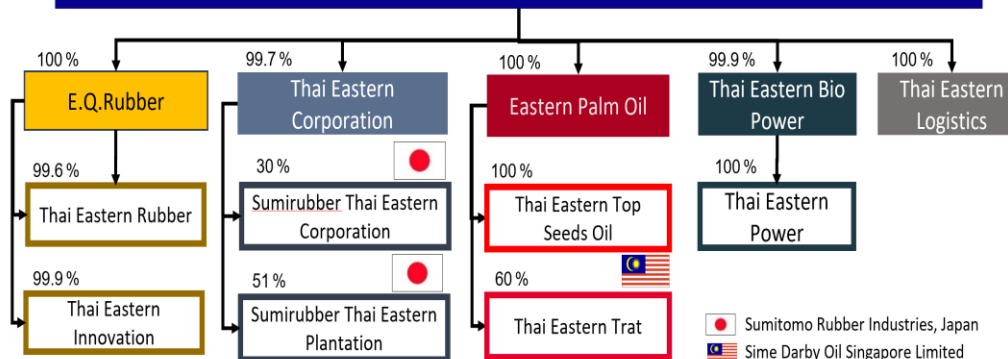 100 %
99.7 %
100 %
99.9 %
100 %
E.Q.Rubber
Thai Eastern
Corporation
Eastern Palm Oil
Thai Eastern Bio
Power
Thai Eastern
Logistics
99.6 %
30 %
100 %
100 %
Thai Eastern Rubber
Sumirubber Thai Eastern
Corporation
Thai Eastern Top
Seeds Oil
Thai Eastern
Power
99.9 %
51 %
60 %
Thai Eastern
Innovation
Sumirubber Thai Eastern
Plantation
Thai Eastern Trat
Sumitomo Rubber Industries, Japan
Sime Darby Oil Singapore Limited